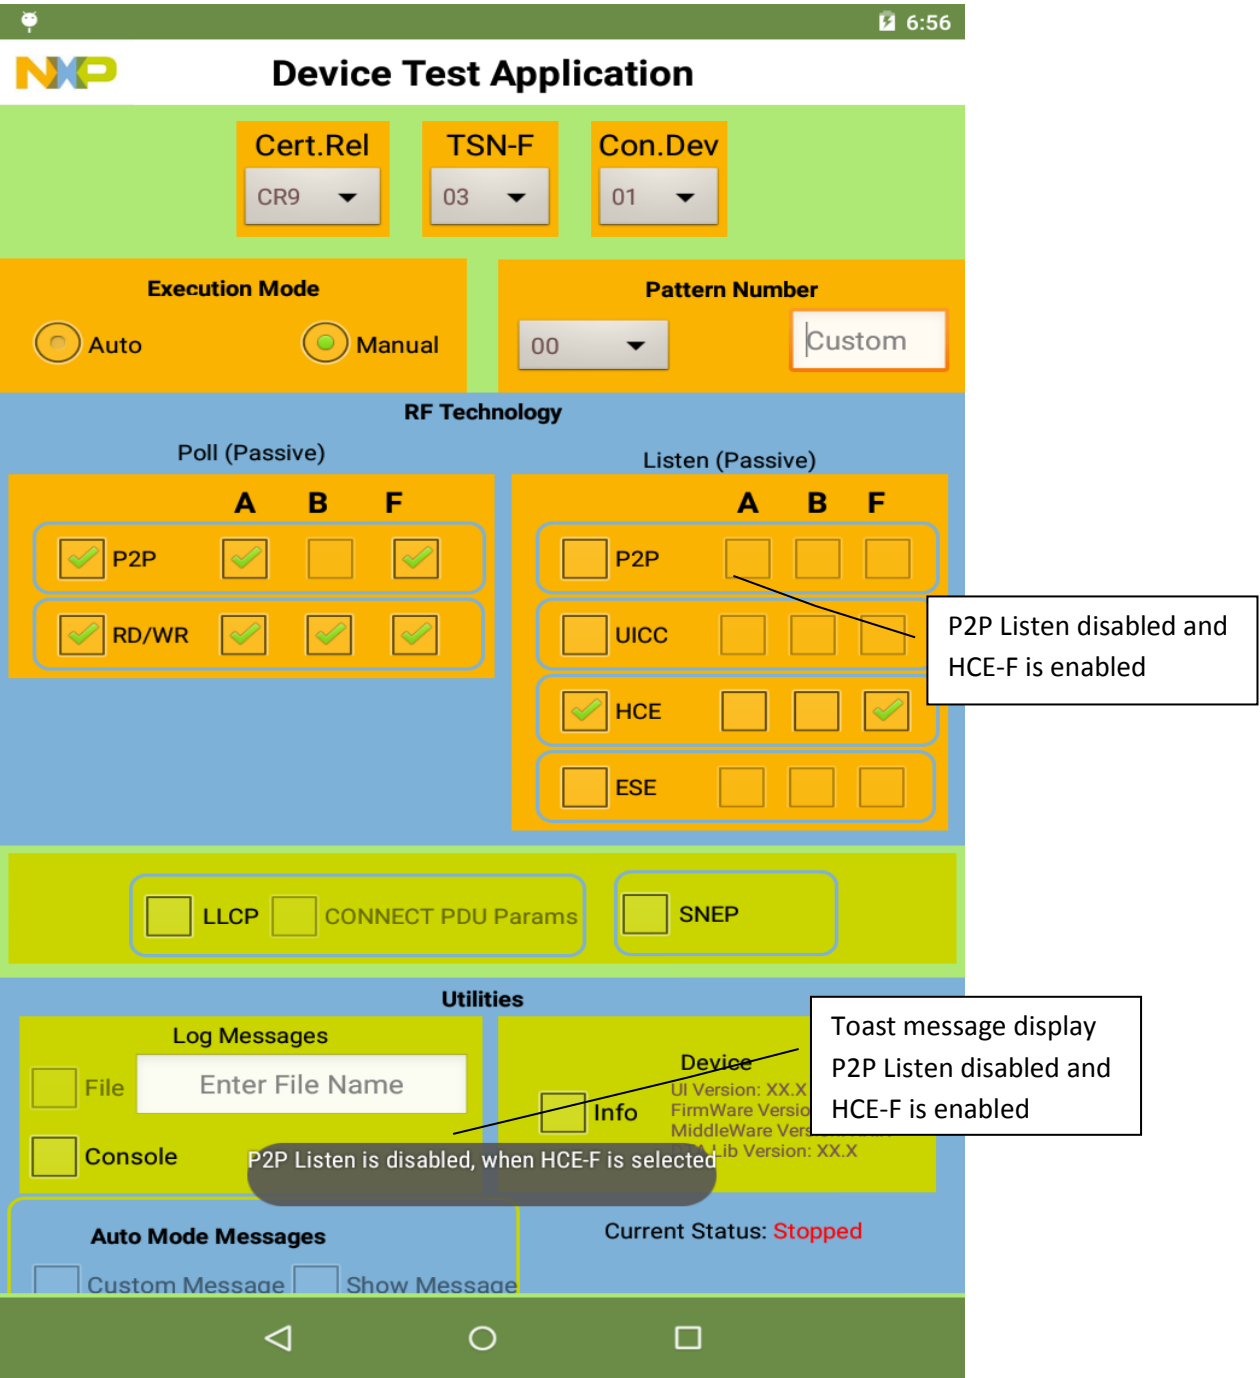 6:56
NXP
Device Test Application
Cert.Rel TSN-F Con.Dev
CR9 03 01
Execution Mode
Pattern Number
Auto Manual
00 Custom
RF Technology
Poll (Passive)
Listen (Passive)
A B F
A B F
P2P
RD/WR
P2P
UICC
HCE
ESE
P2P Listen disabled and
HCE-F is enabled
LLCP CONNECT PDU Params SNEP
Utilities
Log Messages
File Enter File Name
Console
Device
Info
UI Version: XX.X
FirmWare
MiddleWare
Lib Version: XX.X
Toast message display
P2P Listen disabled and
HCE-F is enabled
P2P Listen is disabled, when HCE-F is selected
Auto Mode Messages
Current Status: Stopped
Custom Message Show Message